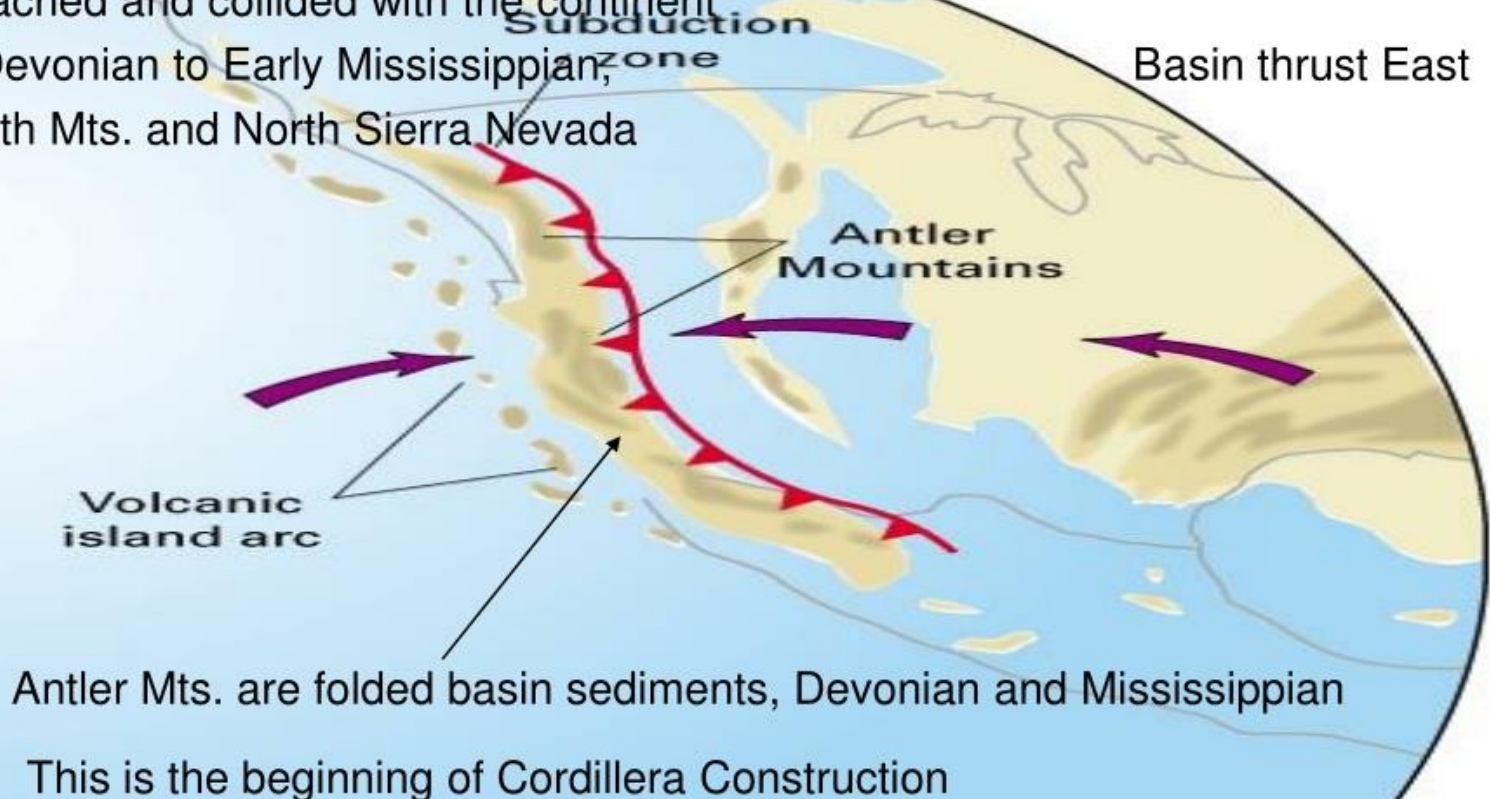 ached and collided with the continent
Subduction
zone
Devonian to Early Mississippian,
Basin thrust East
th Mts. and North Sierra Nevada
Antler
Mountains
Volcanic
island arc
Antler Mts. are folded basin sediments, Devonian and Mississippian
This is the beginning of Cordillera Construction